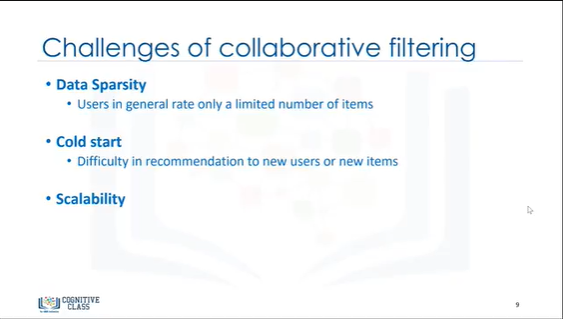 Challenges of collaborative filtering
• Data Sparsity
• Users in general rate only a limited number of items
• Cold start
• Difficulty in recommendation to new users or new items
• Scalability
COGNITIVE
CLASS
9